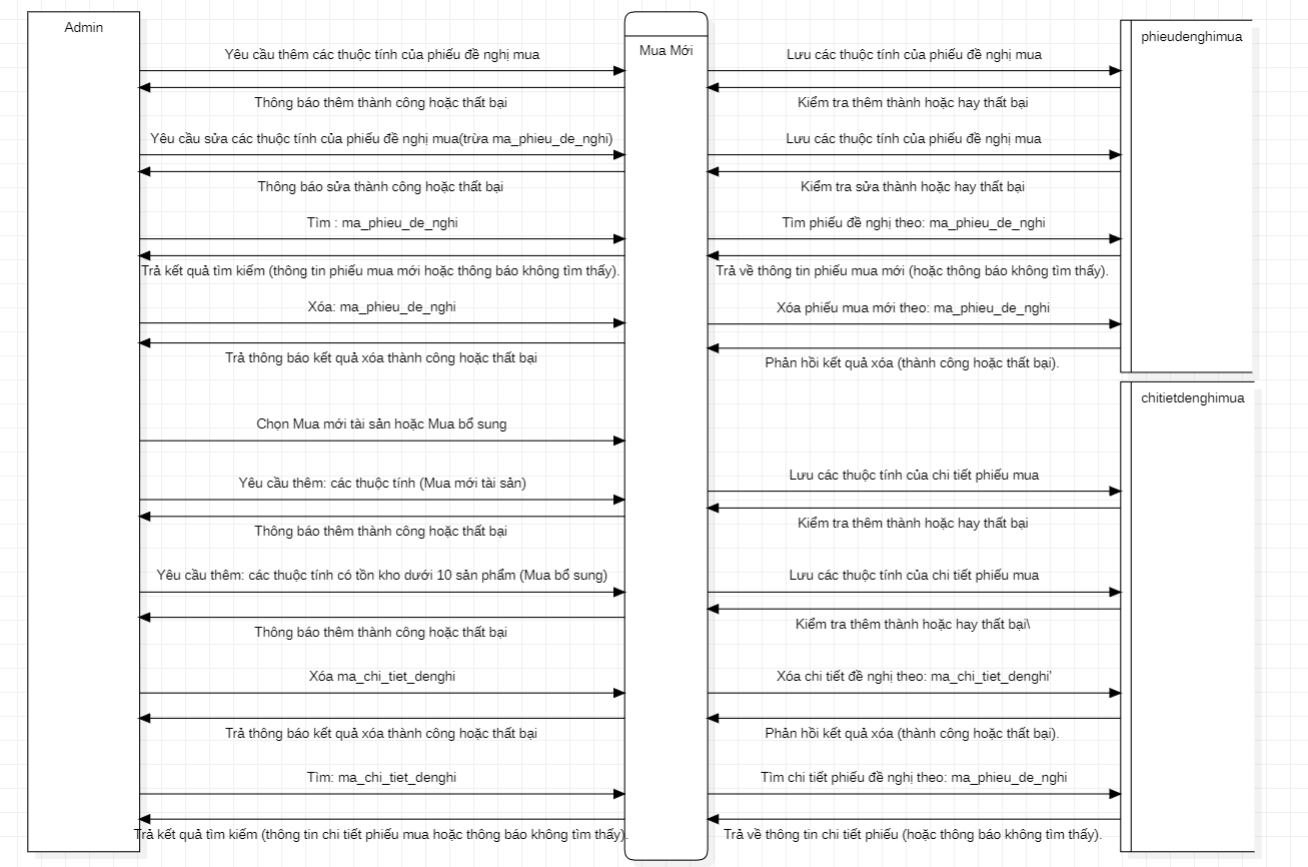 Admin
Mua Mới
phieudenghimua
Yêu cầu thêm các thuộc tính của phiếu đề nghị mua
Lưu các thuộc tính của phiếu đề nghị mua
Thông báo thêm thành công hoặc thất bại
Kiểm tra thêm thành hoặc hay thất bại
Yêu cầu sửa các thuộc tính của phiếu đề nghị mua(trừa ma_phieu_de_nghi)
Lưu các thuộc tính của phiếu đề nghị mua
Thông báo sửa thành công hoặc thất bại
Kiểm tra sửa thành hoặc hay thất bại
Tìm : ma_phieu_de_nghi
Tìm phiếu đề nghị theo: ma_phieu_de_nghi
Trả kết quả tìm kiếm (thông tin phiếu mua mới hoặc thông báo không tìm thấy).
Trả về thông tin phiếu mua mới (hoặc thông báo không tìm thấy).
Xóa: ma_phieu_de_nghi
Xóa phiếu mua mới theo: ma_phieu_de_nghi
Trả thông báo kết quả xóa thành công hoặc thất bại
Phản hồi kết quả xóa (thành công hoặc thất bại).
chitietdenghimua
Chọn Mua mới tài sản hoặc Mua bổ sung
Yêu cầu thêm: các thuộc tính (Mua mới tài sản)
Lưu các thuộc tính của chi tiết phiếu mua
Thông báo thêm thành công hoặc thất bại
Kiểm tra thêm thành hoặc hay thất bại
Yêu cầu thêm: các thuộc tính có tồn kho dưới 10 sản phẩm (Mua bổ sung)
Lưu các thuộc tính của chi tiết phiếu mua
Thông báo thêm thành công hoặc thất bại
Kiểm tra thêm thành hoặc hay thất bại\
Xóa ma_chi_tiet_denghi
Xóa chi tiết đề nghị theo: ma_chi_tiet_denghi'
Trả thông báo kết quả xóa thành công hoặc thất bại
Phản hồi kết quả xóa (thành công hoặc thất bại).
Tìm: ma_chi_tiet_denghi
Tìm chi tiết phiếu đề nghị theo: ma_phieu_de_nghi
Trả kết quả tìm kiếm (thông tin chi tiết phiếu mua hoặc thông báo không tìm thấy).
Trả về thông tin chi tiết phiếu (hoặc thông báo không tìm thấy).